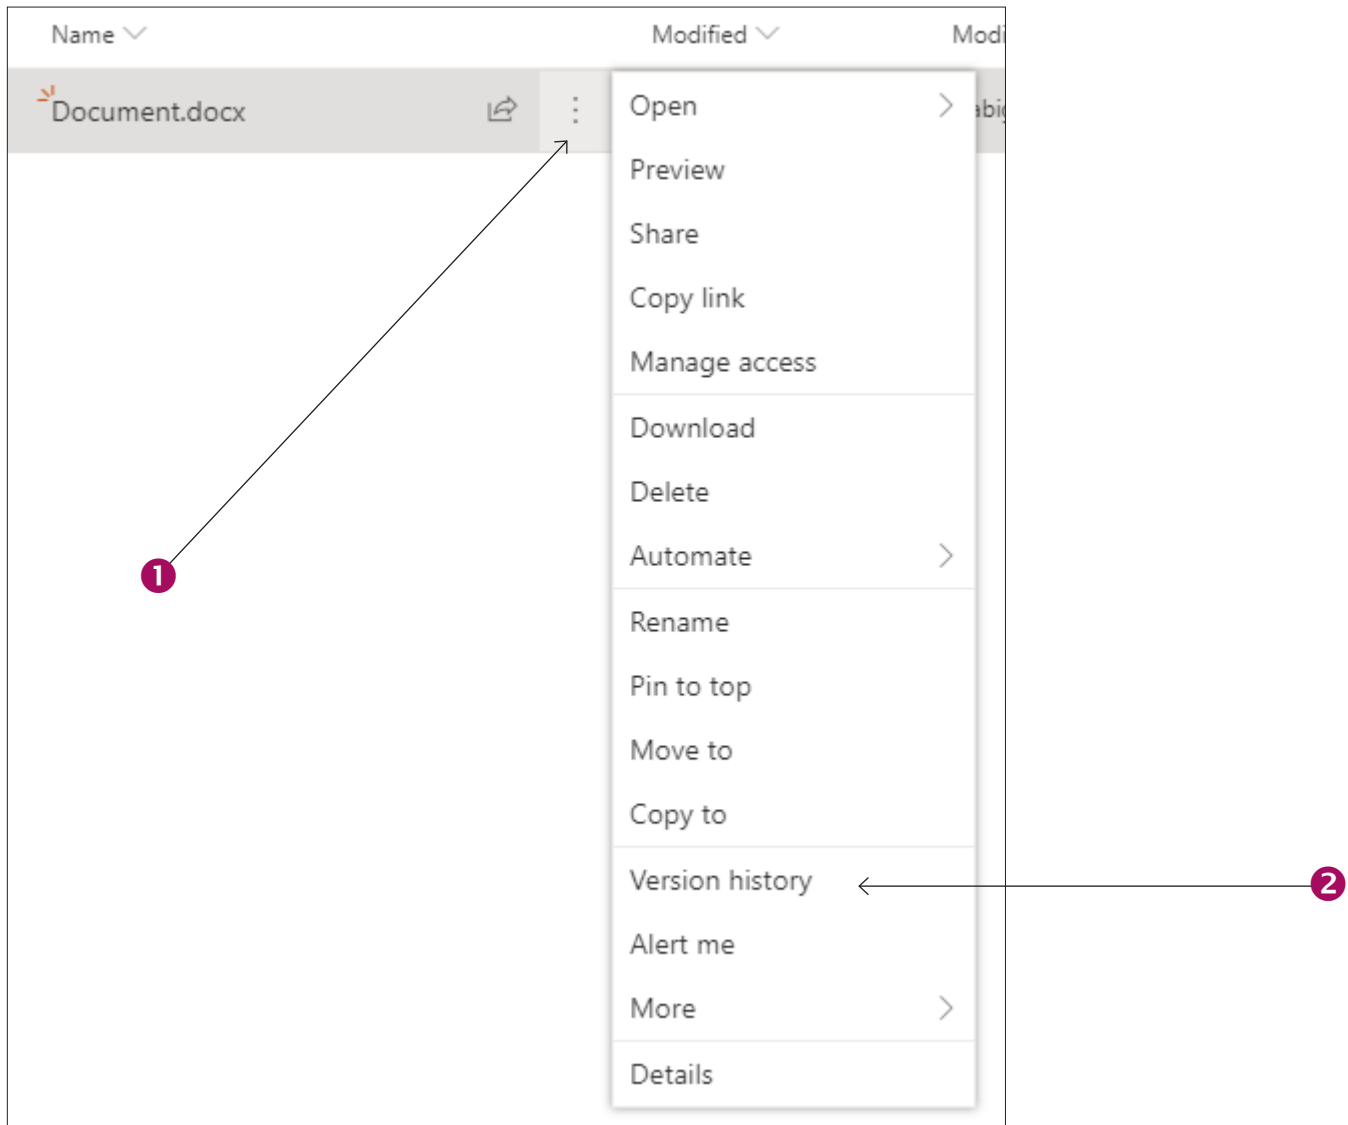 Name Modified Modi
Document.docx
Open
Preview
Share
Copy link
Manage access
Download
Delete
Automate
1
Rename
Pin to top
Move to
Copy to
Version history
2
Alert me
More
Details